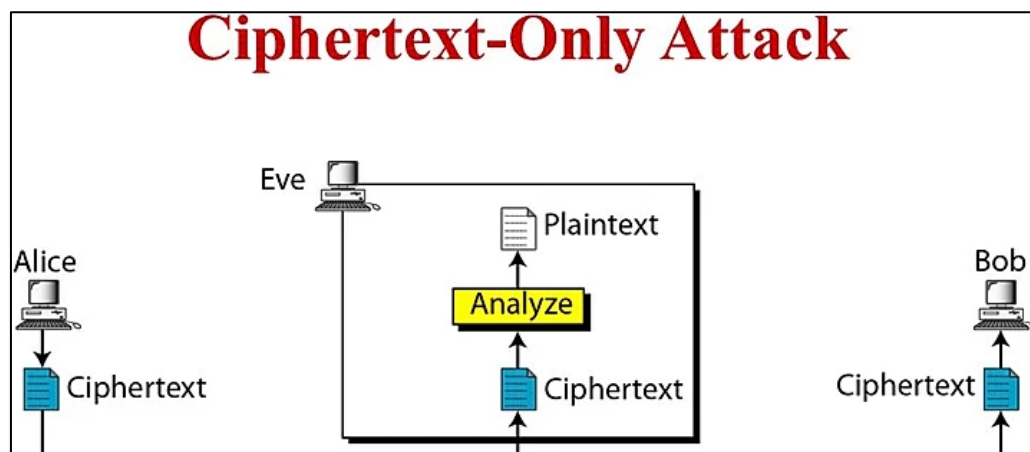 Ciphertext-Only Attack
Eve
Plaintext
Alice
Bob
Analyze
Ciphertext
Ciphertext
Ciphertext